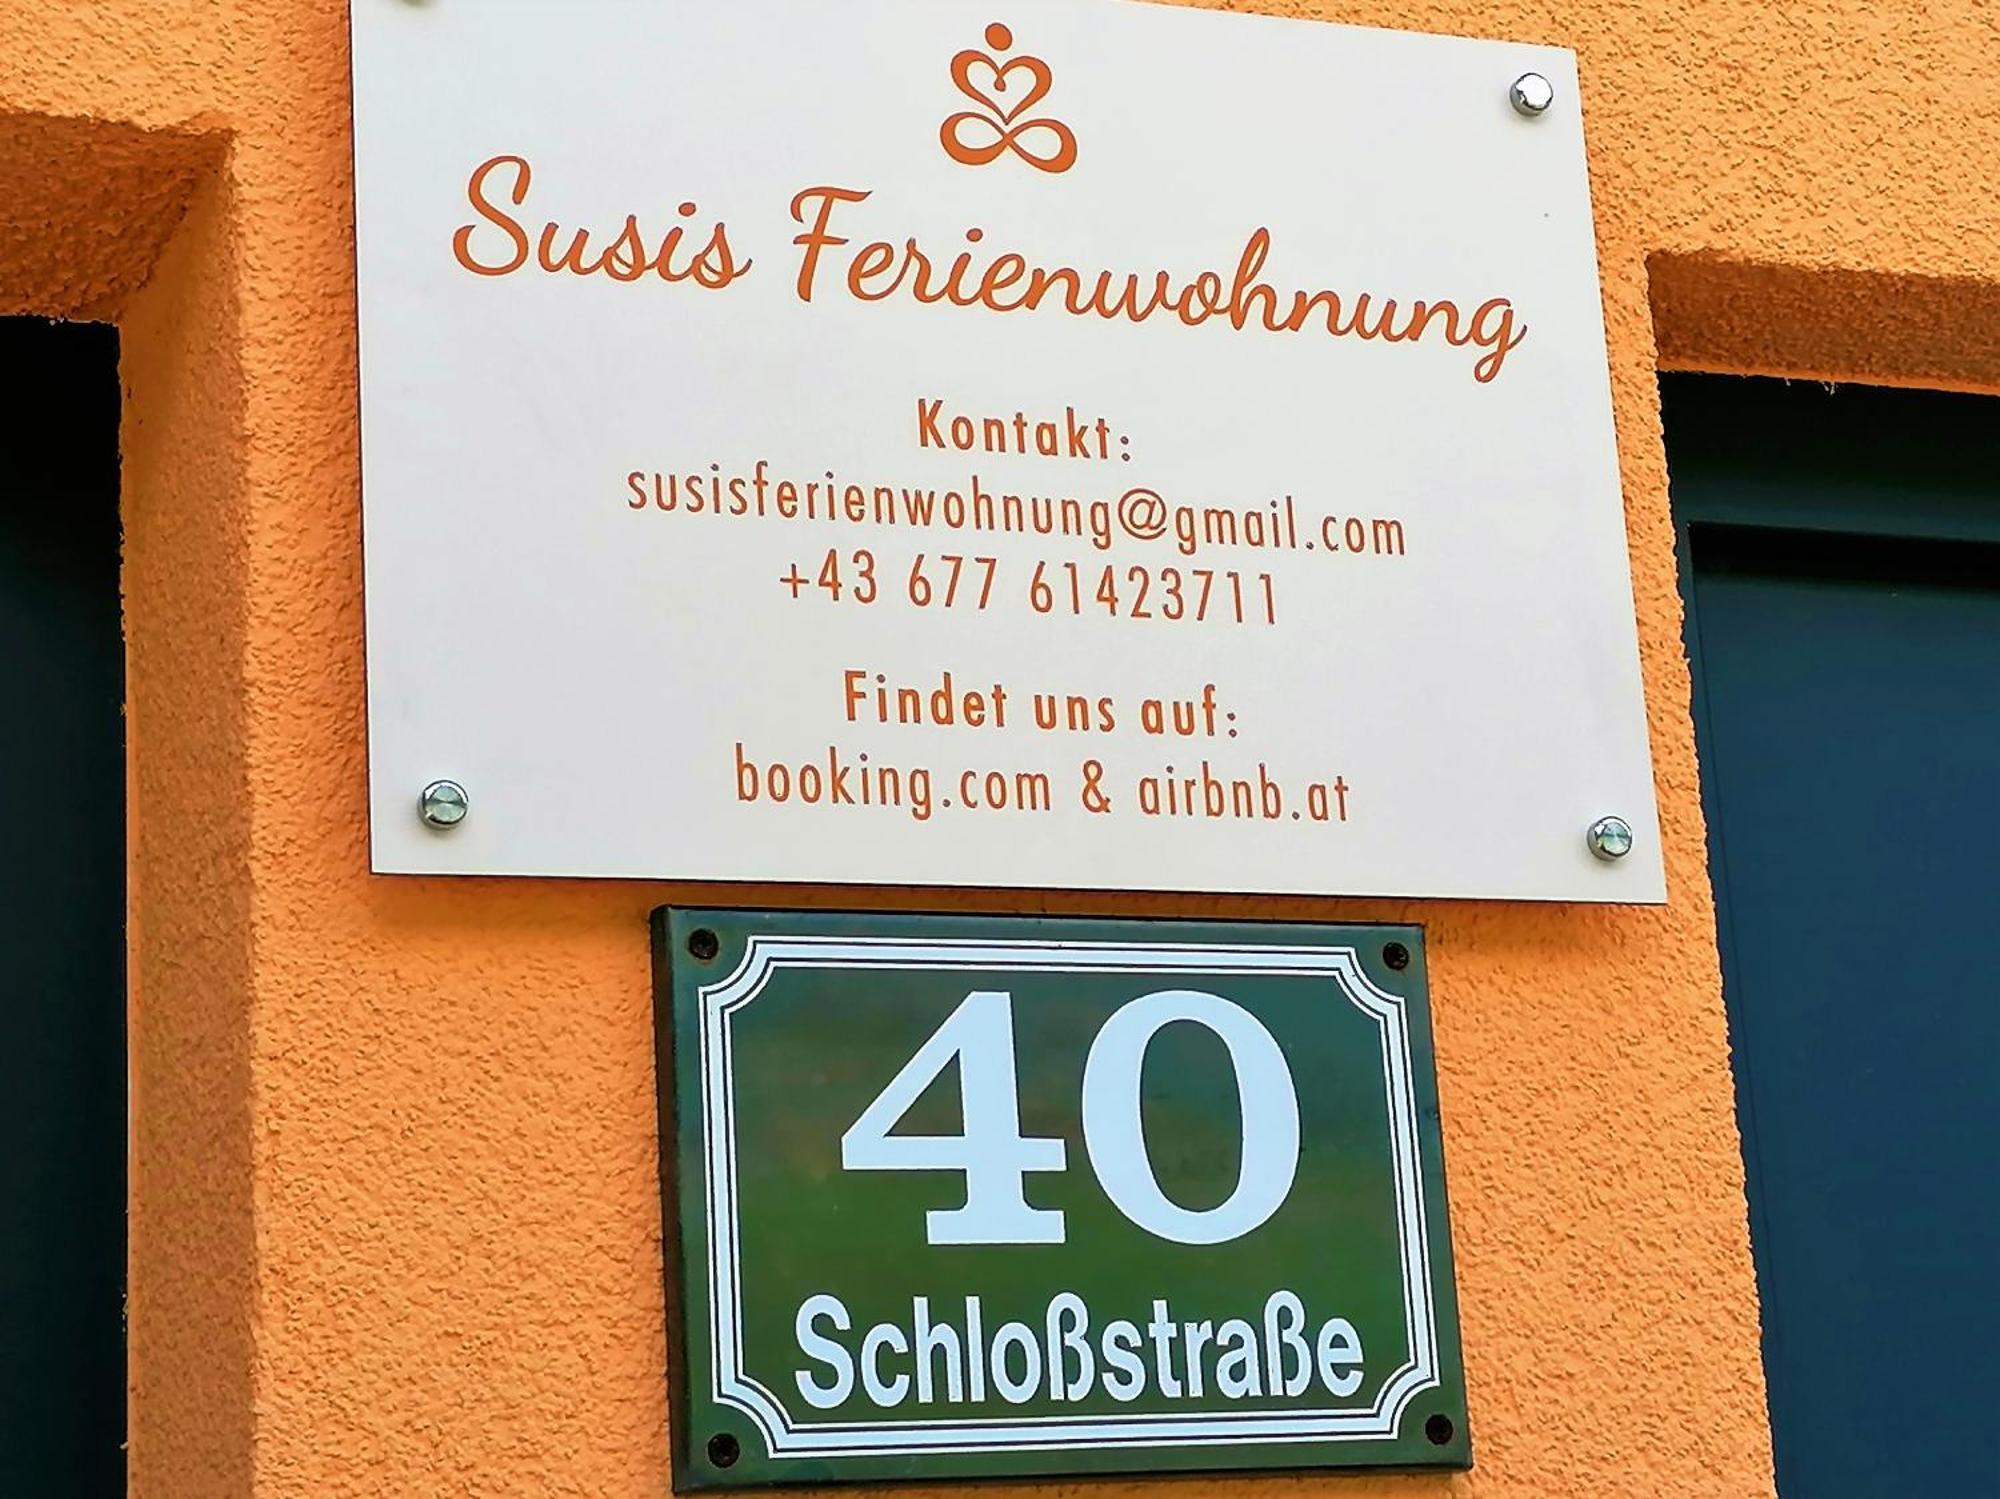 Susis Ferienwohnung
Kontakt:
susisferienwohnung@gmail.com
+43 677 61423711
Findet uns auf:
booking.com & airbnb.at
40
Schloßstraße